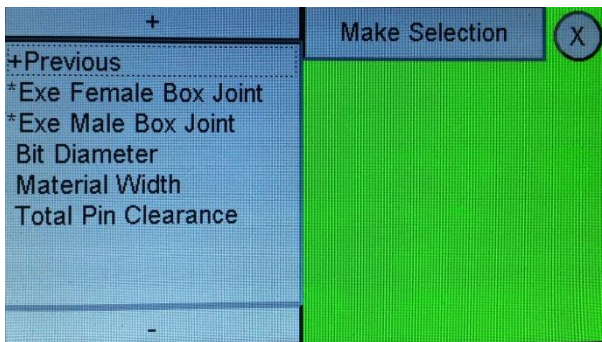 +
Make Selection
X
+Previous
*Exe Female Box Joint
*Exe Male Box Joint
Bit Diameter
Material Width
Total Pin Clearance
-